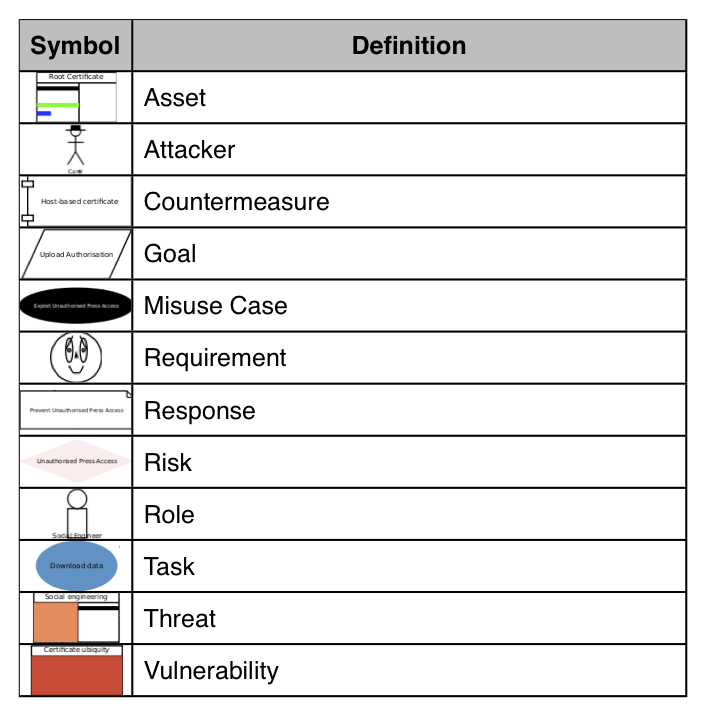 Symbol Definition
Root Certificate
Asset
Attacker
Carol
Host-based certificate
Countermeasure
Upload Authorisation
Goal
Exploit Unauthorised Press Access
Misuse Case
Requirement
Prevent Unauthorised Press Access
Response
Unauthorised Press Access
Risk
Role
Social Engineer
Download data
Task
Social engineering
Threat
Certificate ubiquity
Vulnerability